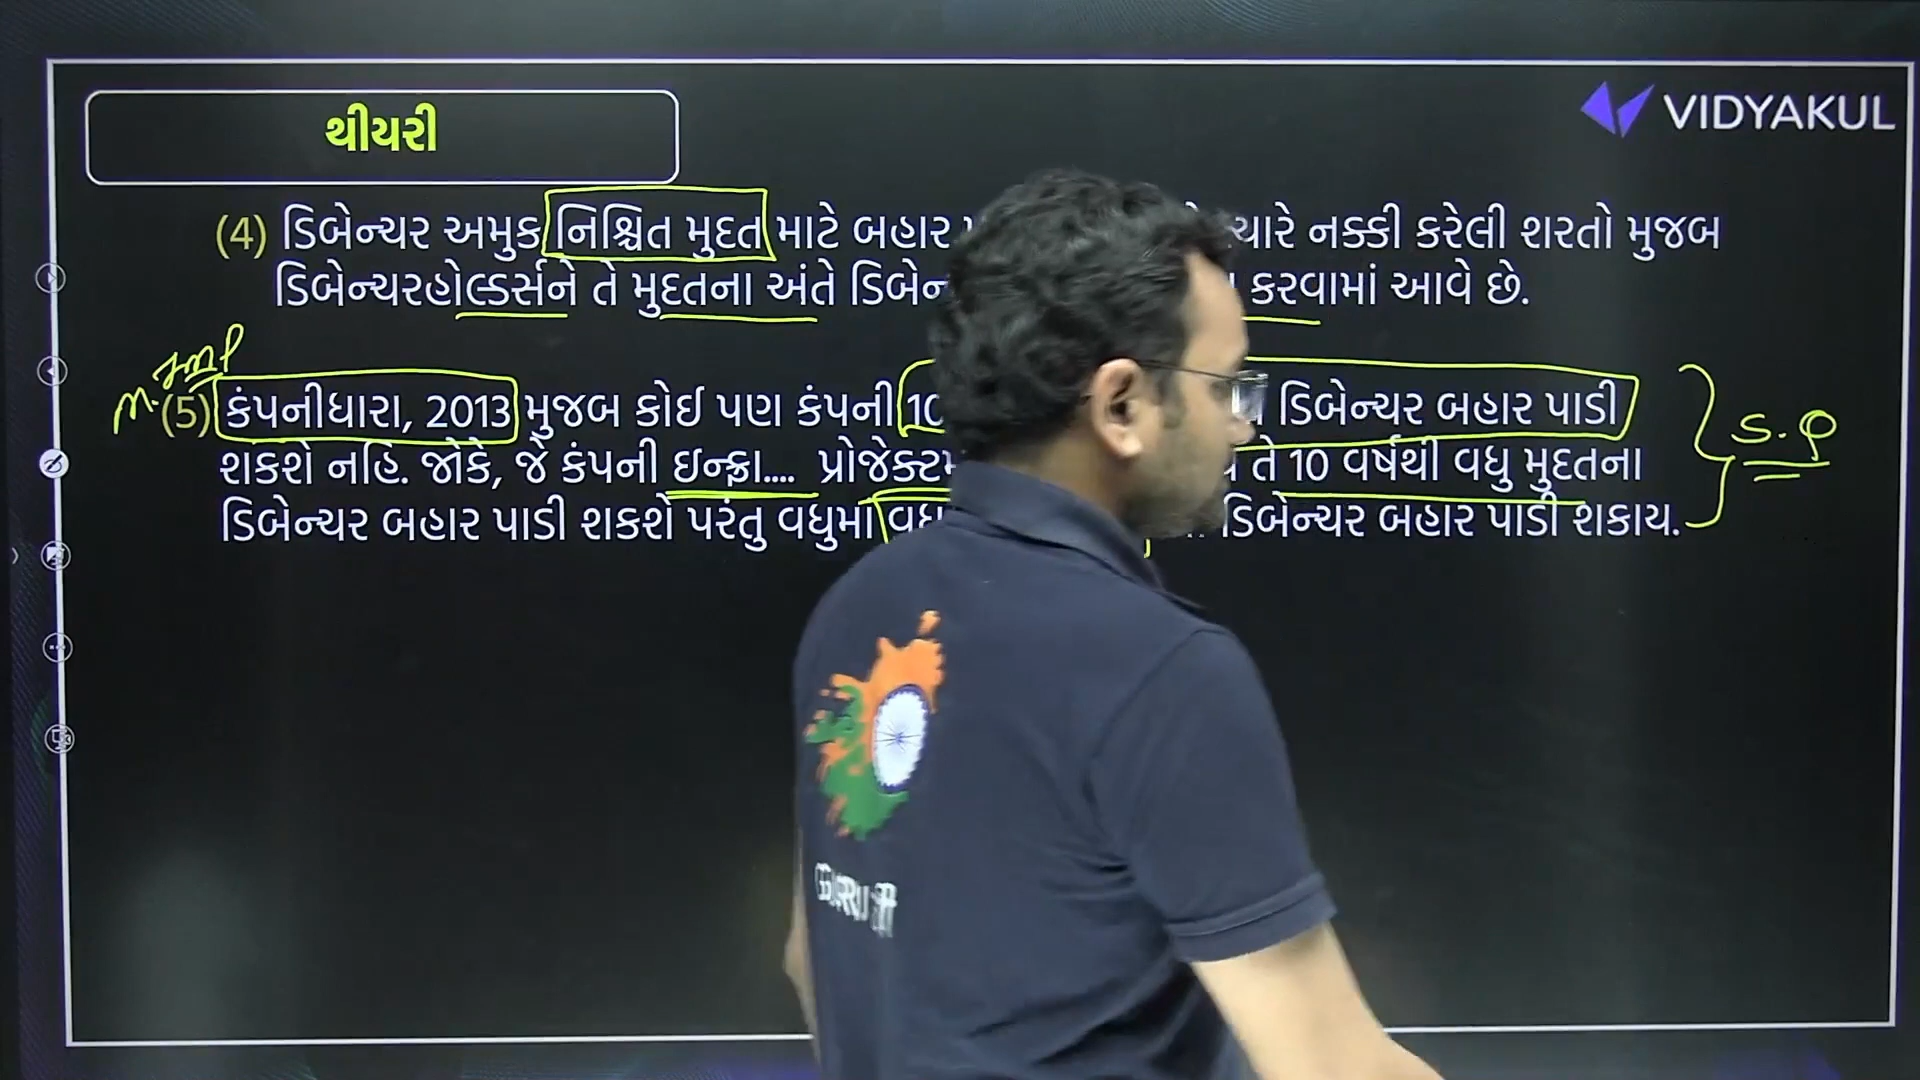 થીયરી
VIDYAKUL
(4) ડિબેન્ચર અમુક નિશ્ચિત મુદત માટે બહાર નક્કી કરેલી શરતો મુજબ
ડિબેન્ચરહોલ્ડર્સને તે મુદતના અંતે કરવામાં આવે છે.
M. Imp
(5) કંપનીધારા, 2013 મુજબ કોઇ પણ કંપની 10 ડિબેન્ચર બહાર પાડી
શકશે નહિ. જોકે, જે કંપની ઇન્ફ્રા.... તે 10 વર્ષથી વધુ મુદતના
ડિબેન્ચર બહાર પાડી શકશે પરંતુ વધુમાં ડિબેન્ચર બહાર પાડી શકાય.
S.P